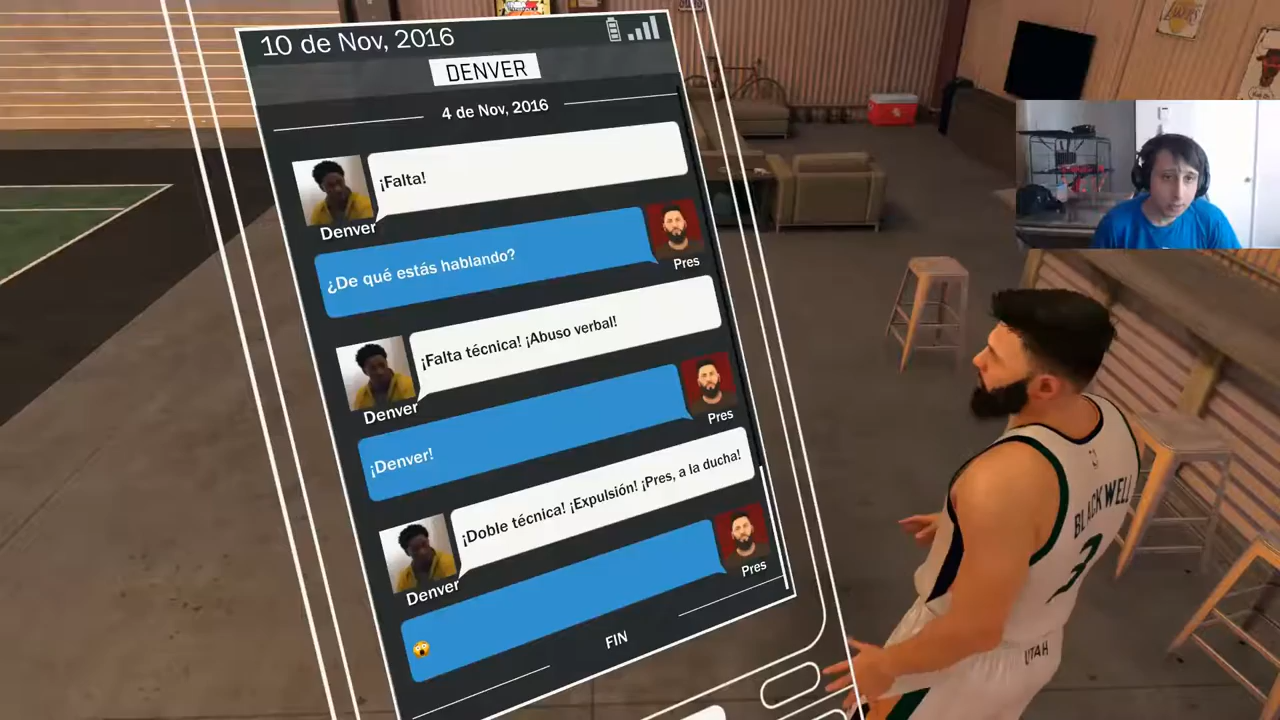 10 de Nov, 2016
DENVER
4 de Nov, 2016
¡Falta!
Denver
¿De qué estás hablando?
Pres
¡Falta técnica! ¡Abuso verbal!
Denver
¡Denver!
Pres
¡Doble técnica! ¡Expulsión! ¡Pres, a la ducha!
Denver
Pres
FIN
BLACKWELL
3
UTAH
LAKERS